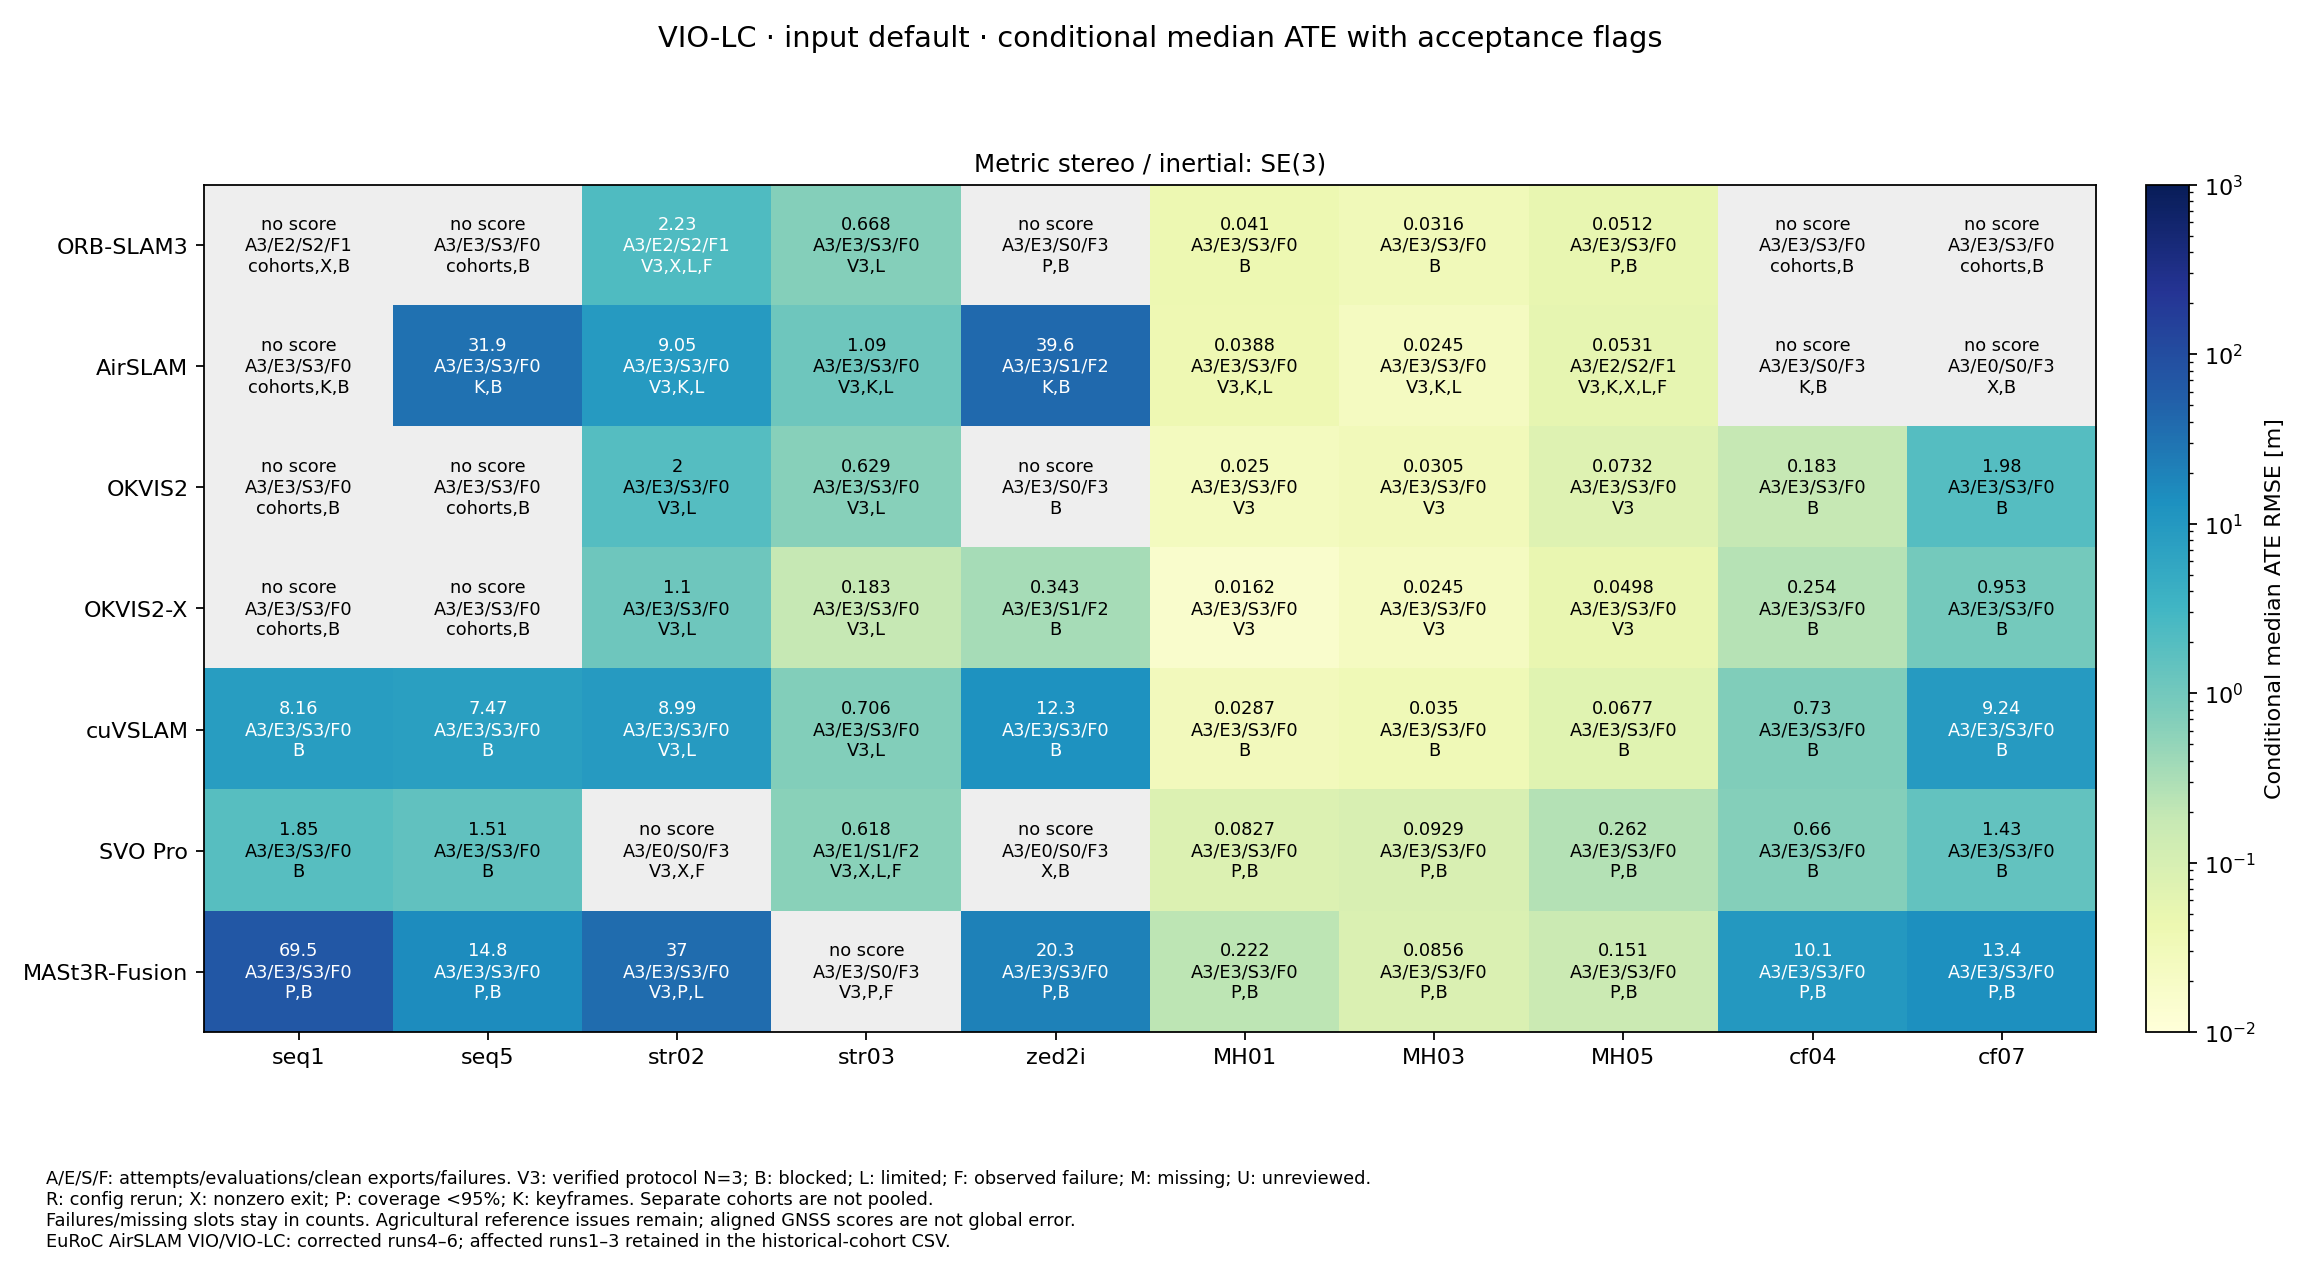 VIO-LC · input default · conditional median ATE with acceptance flags
Metric stereo / inertial: SE(3)
ORB-SLAM3
no score
A3/E2/S2/F1
cohorts,X,B
no score
A3/E3/S3/F0
cohorts,B
2.23
A3/E2/S2/F1
V3,X,L,F
0.668
A3/E3/S3/F0
V3,L
no score
A3/E3/S0/F3
P,B
0.041
A3/E3/S3/F0
B
0.0316
A3/E3/S3/F0
B
0.0512
A3/E3/S3/F0
P,B
no score
A3/E3/S3/F0
cohorts,B
no score
A3/E3/S3/F0
cohorts,B
AirSLAM
no score
A3/E3/S3/F0
cohorts,K,B
31.9
A3/E3/S3/F0
K,B
9.05
A3/E3/S3/F0
V3,K,L
1.09
A3/E3/S3/F0
V3,K,L
39.6
A3/E3/S1/F2
K,B
0.0388
A3/E3/S3/F0
V3,K,L
0.0245
A3/E3/S3/F0
V3,K,L
0.0531
A3/E2/S2/F1
V3,K,X,L,F
no score
A3/E3/S0/F3
K,B
no score
A3/E0/S0/F3
X,B
OKVIS2
no score
A3/E3/S3/F0
cohorts,B
no score
A3/E3/S3/F0
cohorts,B
2
A3/E3/S3/F0
V3,L
0.629
A3/E3/S3/F0
V3,L
no score
A3/E3/S0/F3
B
0.025
A3/E3/S3/F0
V3
0.0305
A3/E3/S3/F0
V3
0.0732
A3/E3/S3/F0
V3
0.183
A3/E3/S3/F0
B
1.98
A3/E3/S3/F0
B
OKVIS2-X
no score
A3/E3/S3/F0
cohorts,B
no score
A3/E3/S3/F0
cohorts,B
1.1
A3/E3/S3/F0
V3,L
0.183
A3/E3/S3/F0
V3,L
0.343
A3/E3/S1/F2
B
0.0162
A3/E3/S3/F0
V3
0.0245
A3/E3/S3/F0
V3
0.0498
A3/E3/S3/F0
V3
0.254
A3/E3/S3/F0
B
0.953
A3/E3/S3/F0
B
cuVSLAM
8.16
A3/E3/S3/F0
B
7.47
A3/E3/S3/F0
B
8.99
A3/E3/S3/F0
V3,L
0.706
A3/E3/S3/F0
V3,L
12.3
A3/E3/S3/F0
B
0.0287
A3/E3/S3/F0
B
0.035
A3/E3/S3/F0
B
0.0677
A3/E3/S3/F0
B
0.73
A3/E3/S3/F0
B
9.24
A3/E3/S3/F0
B
SVO Pro
1.85
A3/E3/S3/F0
B
1.51
A3/E3/S3/F0
B
no score
A3/E0/S0/F3
V3,X,F
0.618
A3/E1/S1/F2
V3,X,L,F
no score
A3/E0/S0/F3
X,B
0.0827
A3/E3/S3/F0
P,B
0.0929
A3/E3/S3/F0
P,B
0.262
A3/E3/S3/F0
P,B
0.66
A3/E3/S3/F0
B
1.43
A3/E3/S3/F0
B
MASt3R-Fusion
69.5
A3/E3/S3/F0
P,B
14.8
A3/E3/S3/F0
P,B
37
A3/E3/S3/F0
V3,P,L
no score
A3/E3/S0/F3
V3,P,F
20.3
A3/E3/S3/F0
P,B
0.222
A3/E3/S3/F0
P,B
0.0856
A3/E3/S3/F0
P,B
0.151
A3/E3/S3/F0
P,B
10.1
A3/E3/S3/F0
P,B
13.4
A3/E3/S3/F0
P,B
seq1 seq5 str02 str03 zed2i MH01 MH03 MH05 cf04 cf07
10³
10²
10¹
10⁰
10⁻¹
10⁻²
Conditional median ATE RMSE [m]
A/E/S/F: attempts/evaluations/clean exports/failures. V3: verified protocol N=3; B: blocked; L: limited; F: observed failure; M: missing; U: unreviewed.
R: config rerun; X: nonzero exit; P: coverage <95%; K: keyframes. Separate cohorts are not pooled.
Failures/missing slots stay in counts. Agricultural reference issues remain; aligned GNSS scores are not global error.
EuRoC AirSLAM VIO/VIO-LC: corrected runs4–6; affected runs1–3 retained in the historical-cohort CSV.